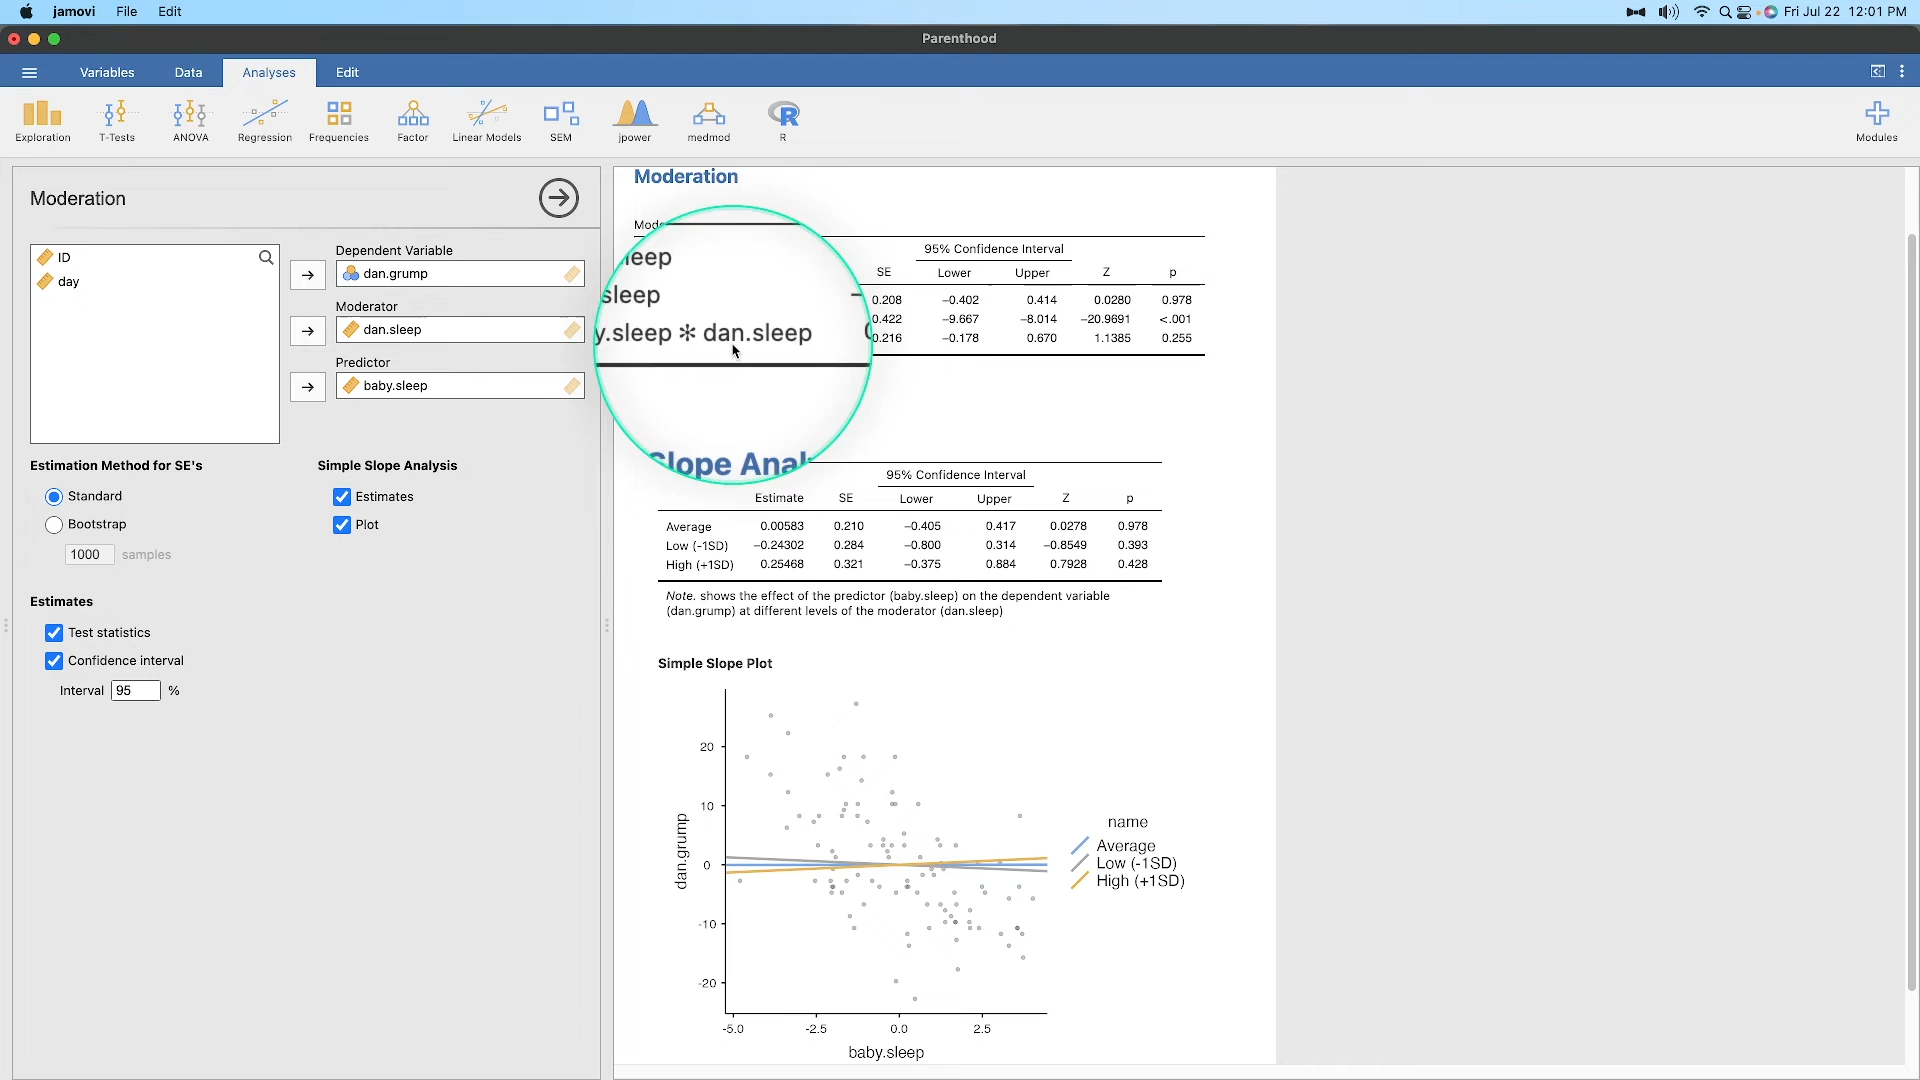 jamovi File Edit Fri Jul 22 12:01 PM
Parenthood
Variables Data Analyses Edit
Exploration T-Tests ANOVA Regression Frequencies Factor Linear Models SEM jpower medmod R Modules
Moderation
ID
day
Dependent Variable
dan.grump
Moderator
dan.sleep
Predictor
baby.sleep
Estimation Method for SE's
Standard
Bootstrap
1000 samples
Simple Slope Analysis
Estimates
Plot
Estimates
Test statistics
Confidence interval
Interval 95 %
Moderation
95% Confidence Interval
SE Lower Upper Z p
0.208 −0.402 0.414 0.0280 0.978
sleep 0.422 −9.667 −8.014 −20.9691 <.001
y.sleep ✻ dan.sleep 0.216 −0.178 0.670 1.1385 0.255
Slope
95% Confidence Interval
Estimate SE Lower Upper Z p
Average 0.00583 0.210 −0.405 0.417 0.0278 0.978
Low (-1SD) −0.24302 0.284 −0.800 0.314 −0.8549 0.393
High (+1SD) 0.25468 0.321 −0.375 0.884 0.7928 0.428
Note. shows the effect of the predictor (baby.sleep) on the dependent variable
(dan.grump) at different levels of the moderator (dan.sleep)
Simple Slope Plot
20
10
0
-10
-20
dan.grump
-5.0 -2.5 0.0 2.5
baby.sleep
name
Average
Low (-1SD)
High (+1SD)